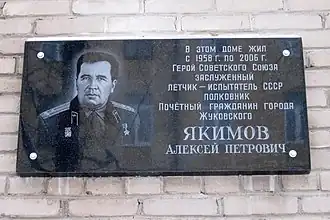 В ЭТОМ ДОМЕ ЖИЛ
С 1958 Г. ПО 2006 Г.
ГЕРОЙ СОВЕТСКОГО СОЮЗА
ЗАСЛУЖЕННЫЙ
ЛЕТЧИК-ИСПЫТАТЕЛЬ СССР
ПОЛКОВНИК
ПОЧЁТНЫЙ ГРАЖДАНИН ГОРОДА
ЖУКОВСКОГО
ЯКИМОВ
АЛЕКСЕЙ ПЕТРОВИЧ